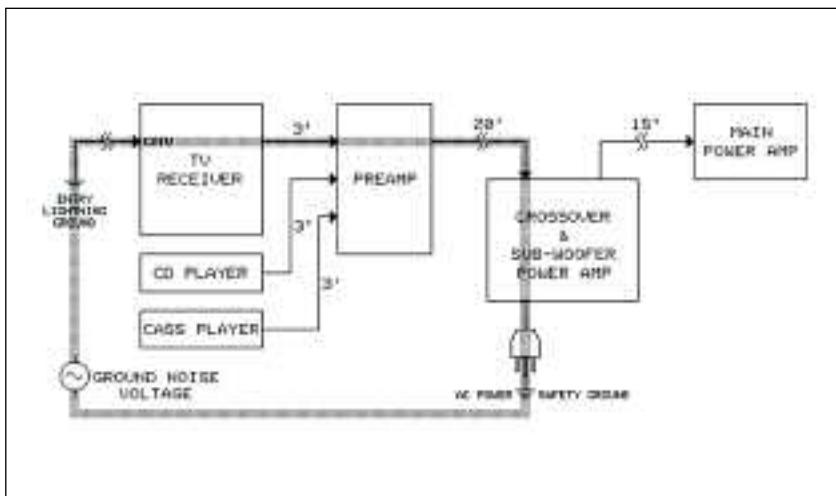 3'
20'
15'
MAIN
POWER AMP
CATV
TV
RECEIVER
PREAMP
ENTRY
LIGHTNING
GROUND
3'
CROSSOVER
&
SUB-WOOFER
POWER AMP
CD PLAYER
3'
CASS PLAYER
GROUND NOISE
VOLTAGE
AC POWER
SAFETY GROUND